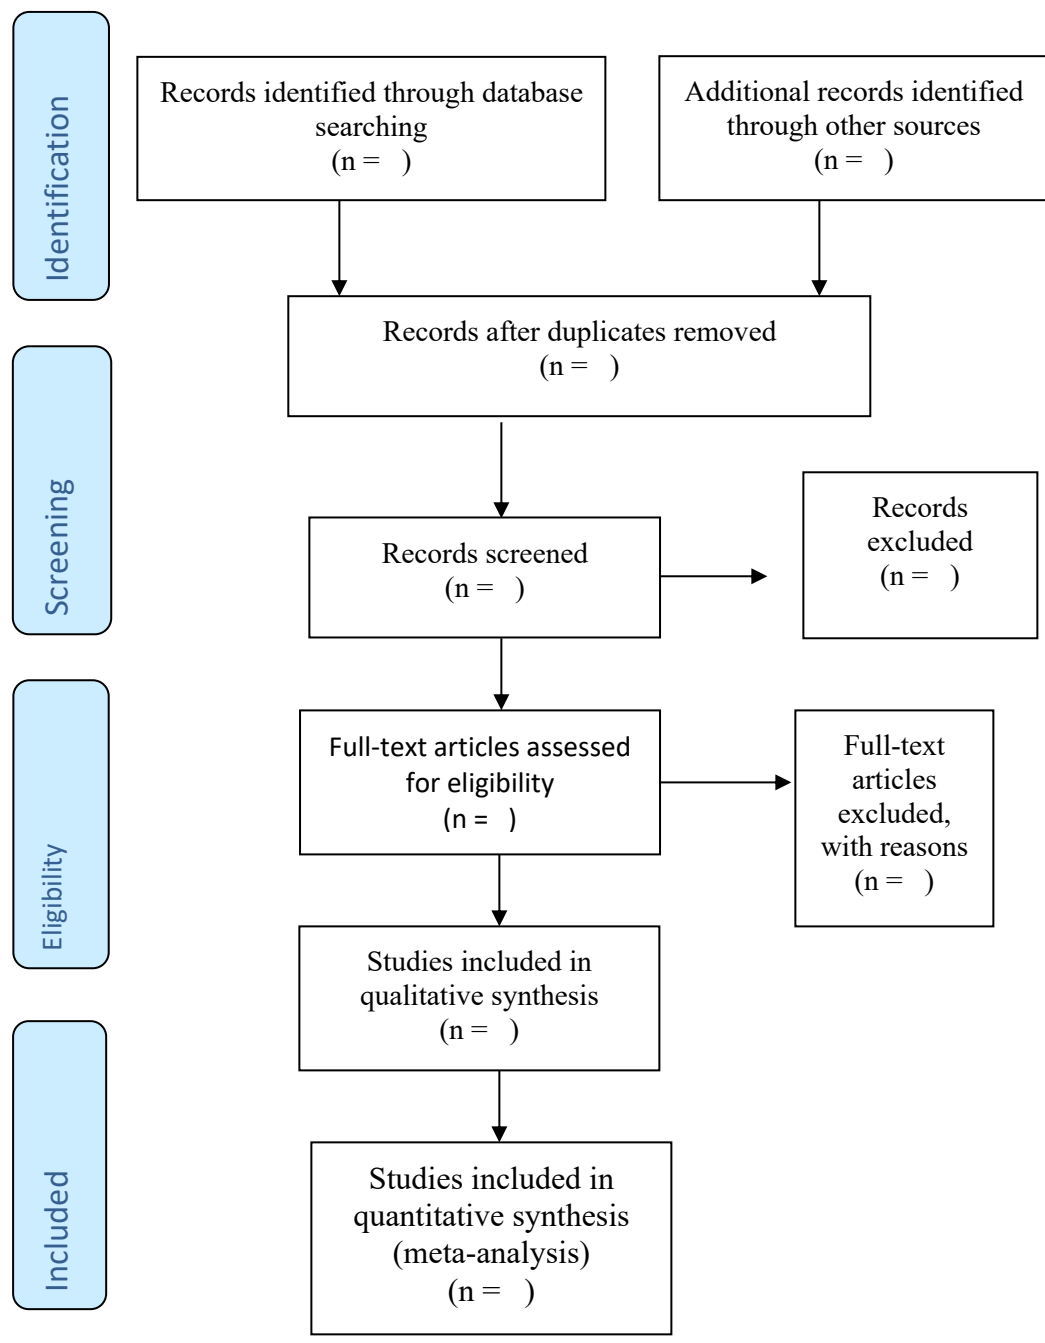 Identification
Records identified through database
searching
(n =   )
Additional records identified
through other sources
(n =   )
Records after duplicates removed
(n =   )
Screening
Records screened
(n =   )
Records
excluded
(n =   )
Eligibility
Full-text articles assessed
for eligibility
(n =   )
Full-text
articles
excluded,
with reasons
(n =   )
Studies included in
qualitative synthesis
(n =   )
Included
Studies included in
quantitative synthesis
(meta-analysis)
(n =   )